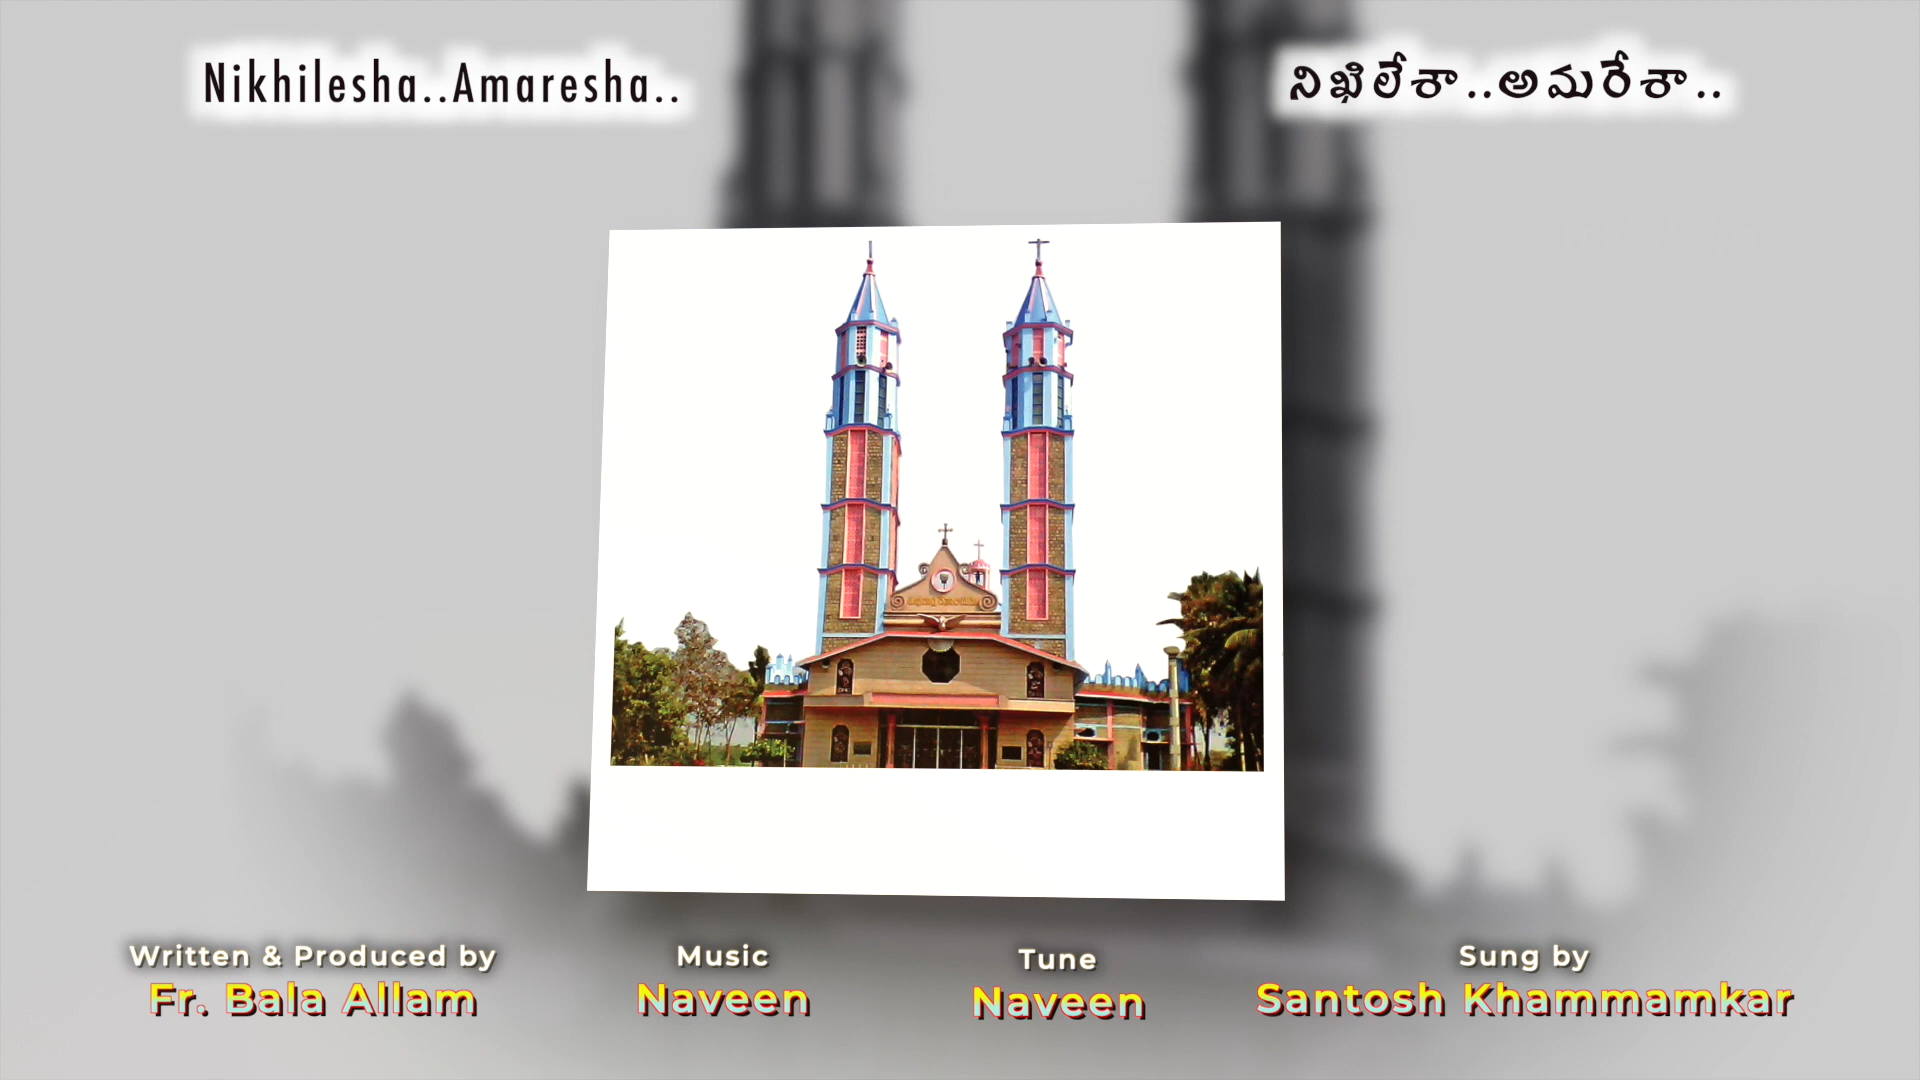 Nikhilesha..Amaresha..
నిఖిలేశా..అమరేశా..
Written & Produced by
Fr. Bala Allam
Music
Naveen
Tune
Naveen
Sung by
Santosh Khammamkar